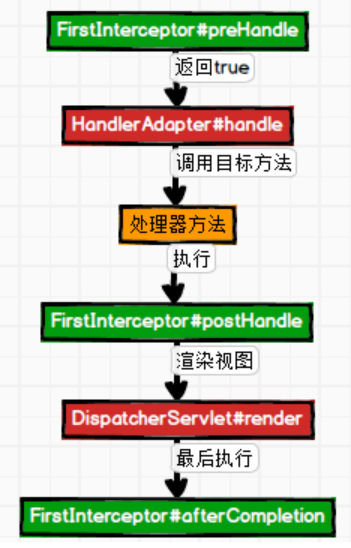 FirstInterceptor#preHandle
返回true
HandlerAdapter#handle
调用目标方法
处理器方法
执行
FirstInterceptor#postHandle
渲染视图
DispatcherServlet#render
最后执行
FirstInterceptor#afterCompletion